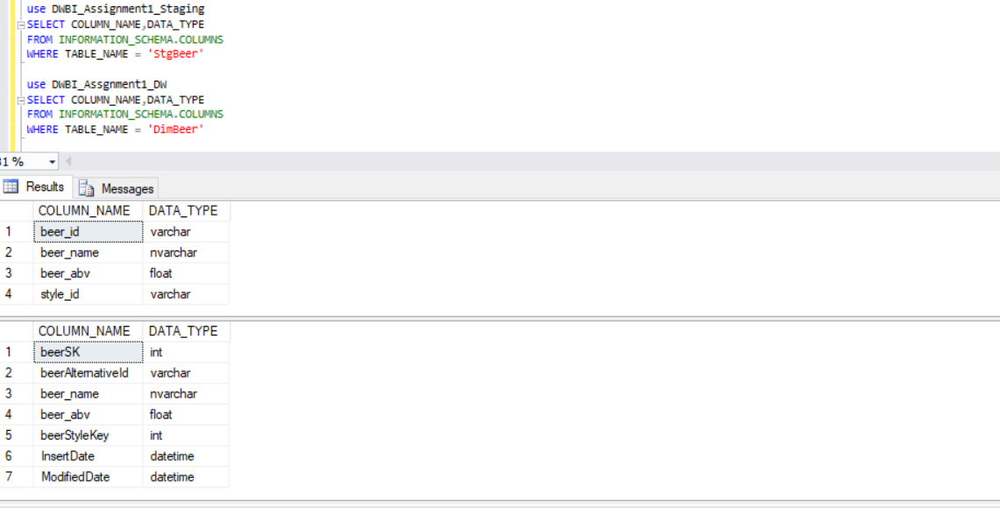 use DWBI_Assignment1_Staging
SELECT COLUMN_NAME,DATA_TYPE
FROM INFORMATION_SCHEMA.COLUMNS
WHERE TABLE_NAME = 'StgBeer'
use DWBI_Assgnment1_DW
SELECT COLUMN_NAME,DATA_TYPE
FROM INFORMATION_SCHEMA.COLUMNS
WHERE TABLE_NAME = 'DimBeer'
Results Messages
COLUMN_NAME DATA_TYPE
1 beer_id varchar
2 beer_name nvarchar
3 beer_abv float
4 style_id varchar
COLUMN_NAME DATA_TYPE
1 beerSK int
2 beerAlternativeId varchar
3 beer_name nvarchar
4 beer_abv float
5 beerStyleKey int
6 InsertDate datetime
7 ModifiedDate datetime